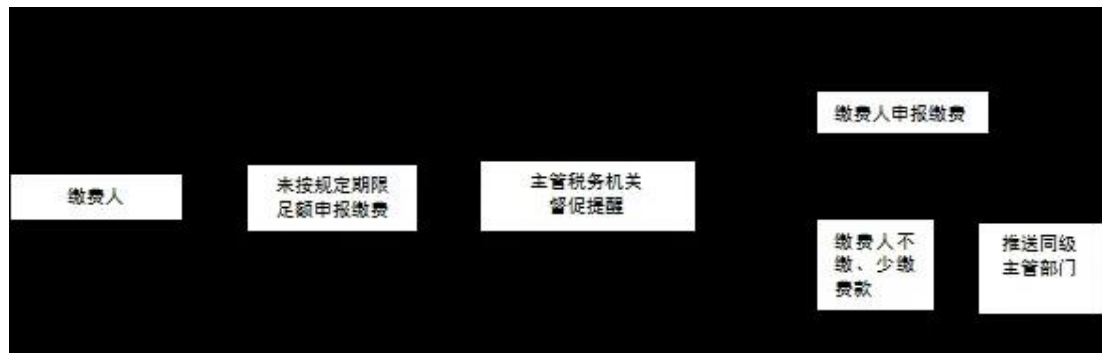 缴费人
未按规定期限
足额申报缴费
主管税务机关
督促提醒
缴费人申报缴费
缴费人不
缴、少缴
费款
推送同级
主管部门